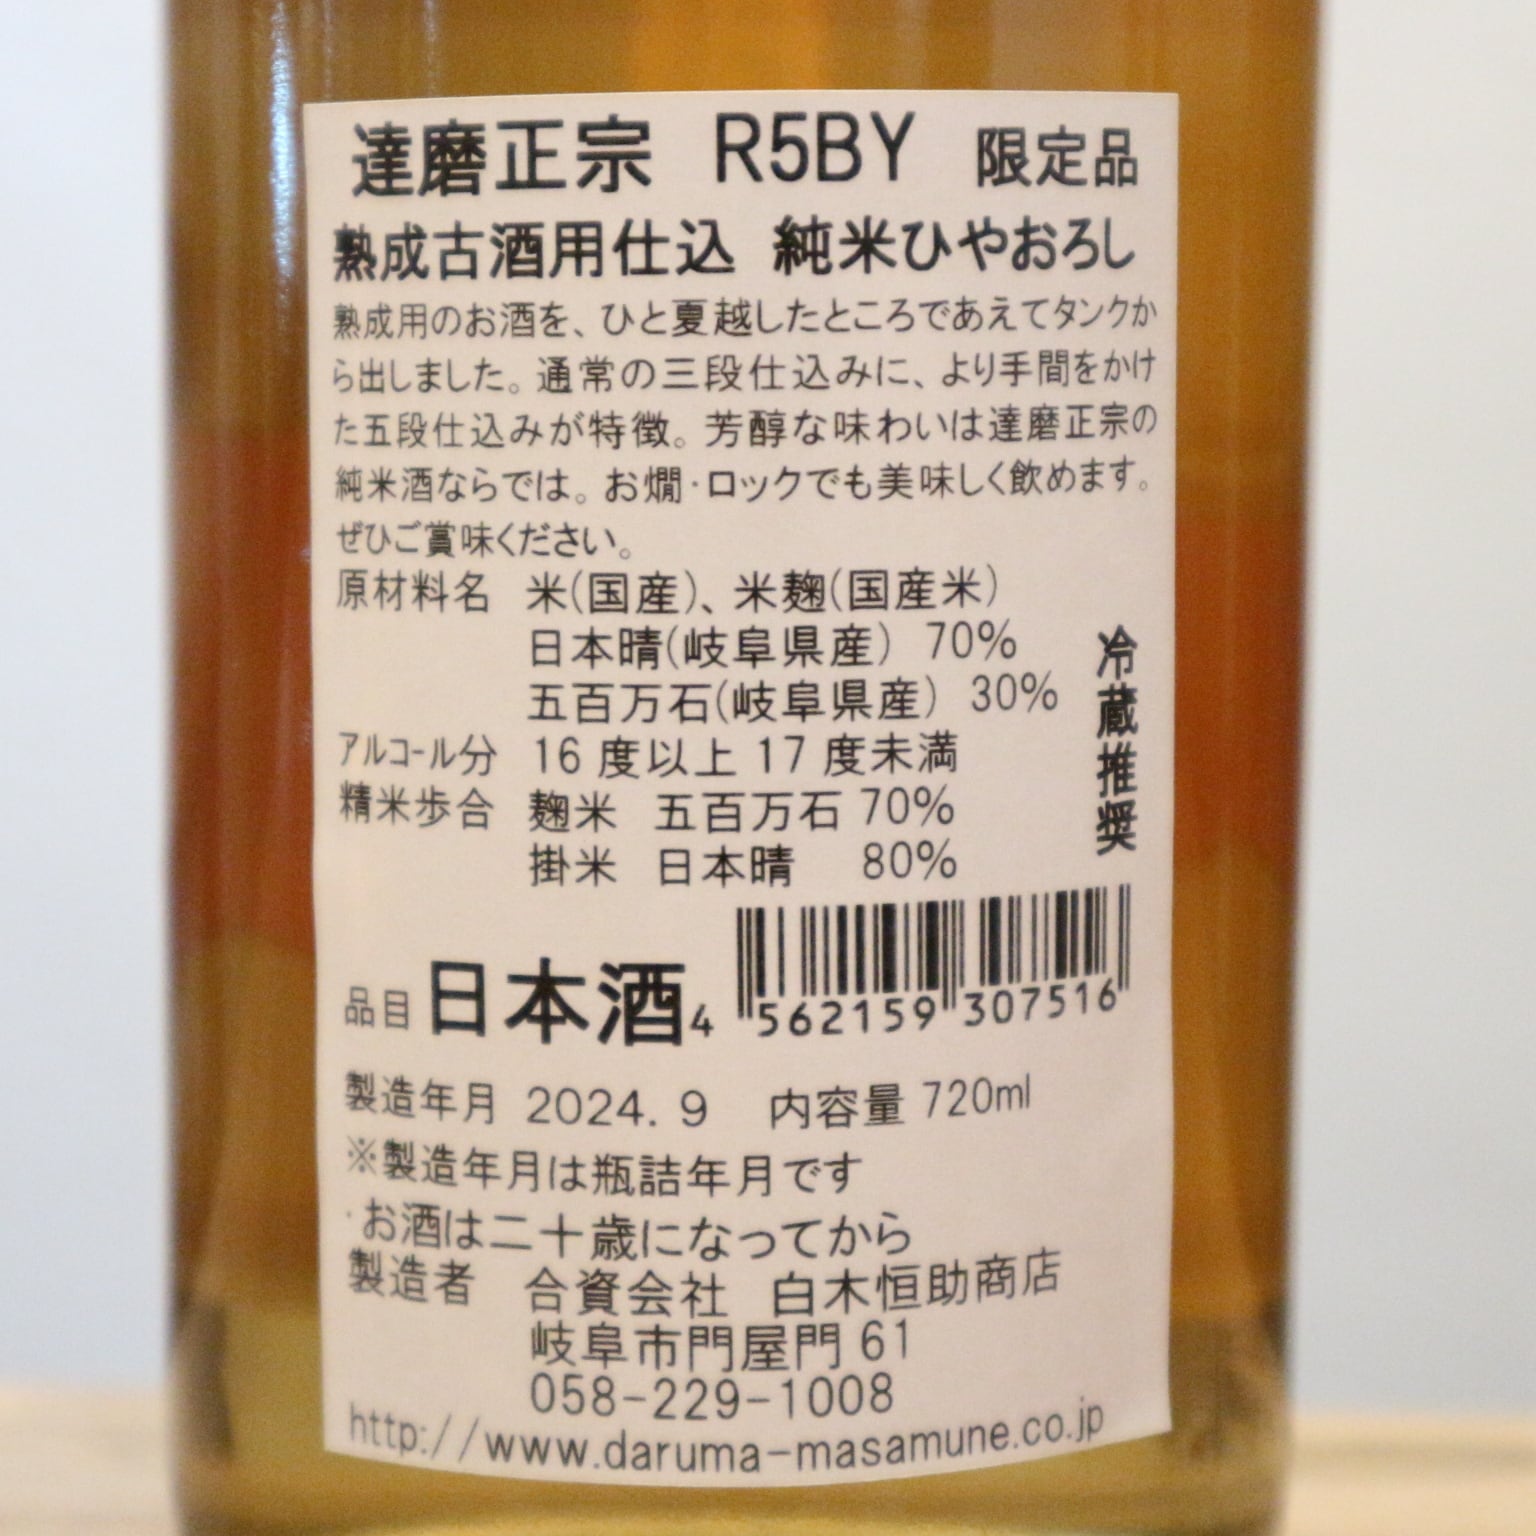 達磨正宗 R5BY 限定品
熟成古酒用仕込 純米ひやおろし
熟成用のお酒を、ひと夏越したところであえてタンクか
ら出しました。通常の三段仕込みに、より手間をかけ
た五段仕込みが特徴。芳醇な味わいは達磨正宗の
純米酒ならでは。お燗・ロックでも美味しく飲めます。
ぜひご賞味ください。
原材料名 米(国産)、米麹(国産米)
日本晴(岐阜県産) 70%
五百万石(岐阜県産) 30%
アルコール分 16度以上17度未満
精米歩合 麹米 五百万石 70%
掛米 日本晴 80%
冷蔵推奨
品目 日本酒
4 562159 307516
製造年月 2024. 9 内容量 720ml
※製造年月は瓶詰年月です
・お酒は二十歳になってから
製造者 合資会社 白木恒助商店
岐阜市門屋門61
058-229-1008
http://www.daruma-masamune.co.jp